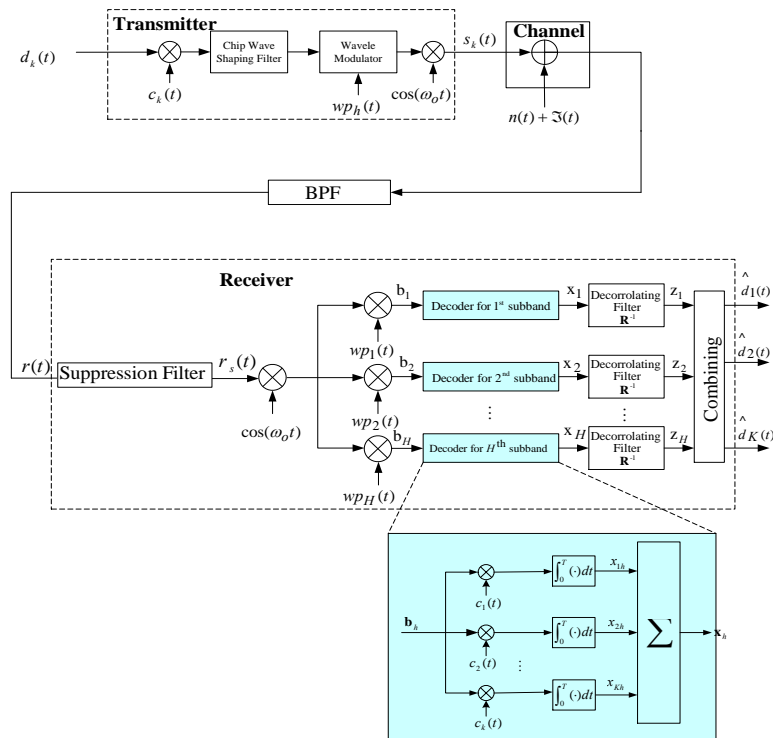 Transmitter
d_k(t)
c_k(t)
Chip Wave
Shaping Filter
Wavele
Modulator
wp_h(t)
cos(ω_o t)
s_k(t)
Channel
n(t) + ℑ(t)
BPF
Receiver
r(t)
Suppression Filter
r_s(t)
cos(ω_o t)
wp_1(t)
b_1
Decoder for 1st subband
x_1
Decorrolating
Filter
R^-1
z_1
wp_2(t)
b_2
Decoder for 2nd subband
x_2
Decorrolating
Filter
R^-1
z_2
⋮
⋮
wp_H(t)
b_H
Decoder for Hth subband
x_H
Decorrolating
Filter
R^-1
z_H
Combining
^
d1(t)
^
d2(t)
^
dK(t)
b_h
c_1(t)
∫_0^T (·)dt
x_1h
c_2(t)
⋮
∫_0^T (·)dt
x_2h
c_k(t)
∫_0^T (·)dt
x_Kh
∑
x_h